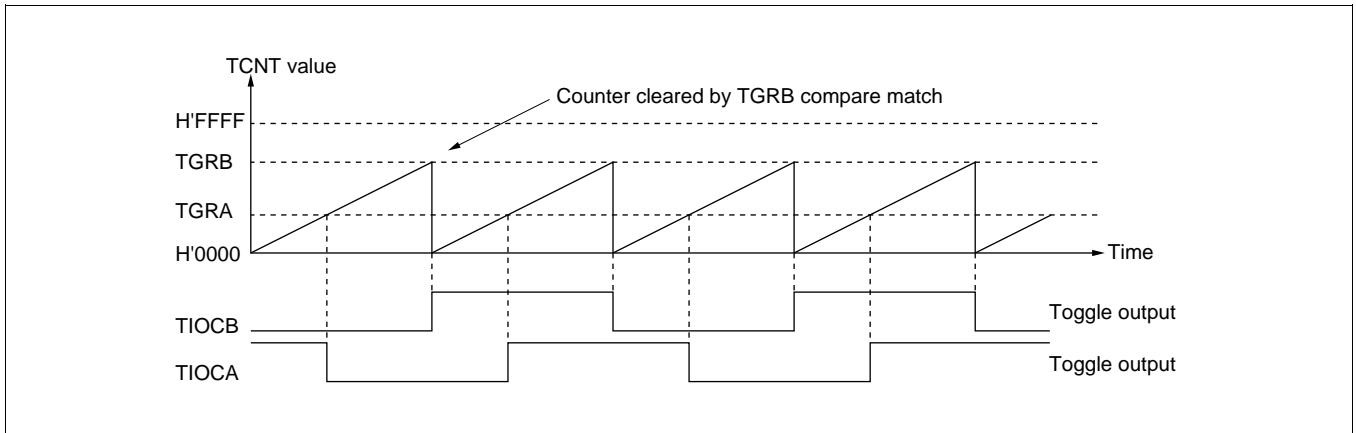 TCNT value
Counter cleared by TGRB compare match
H'FFFF
TGRB
TGRA
H'0000
Time
TIOCB
Toggle output
TIOCA
Toggle output